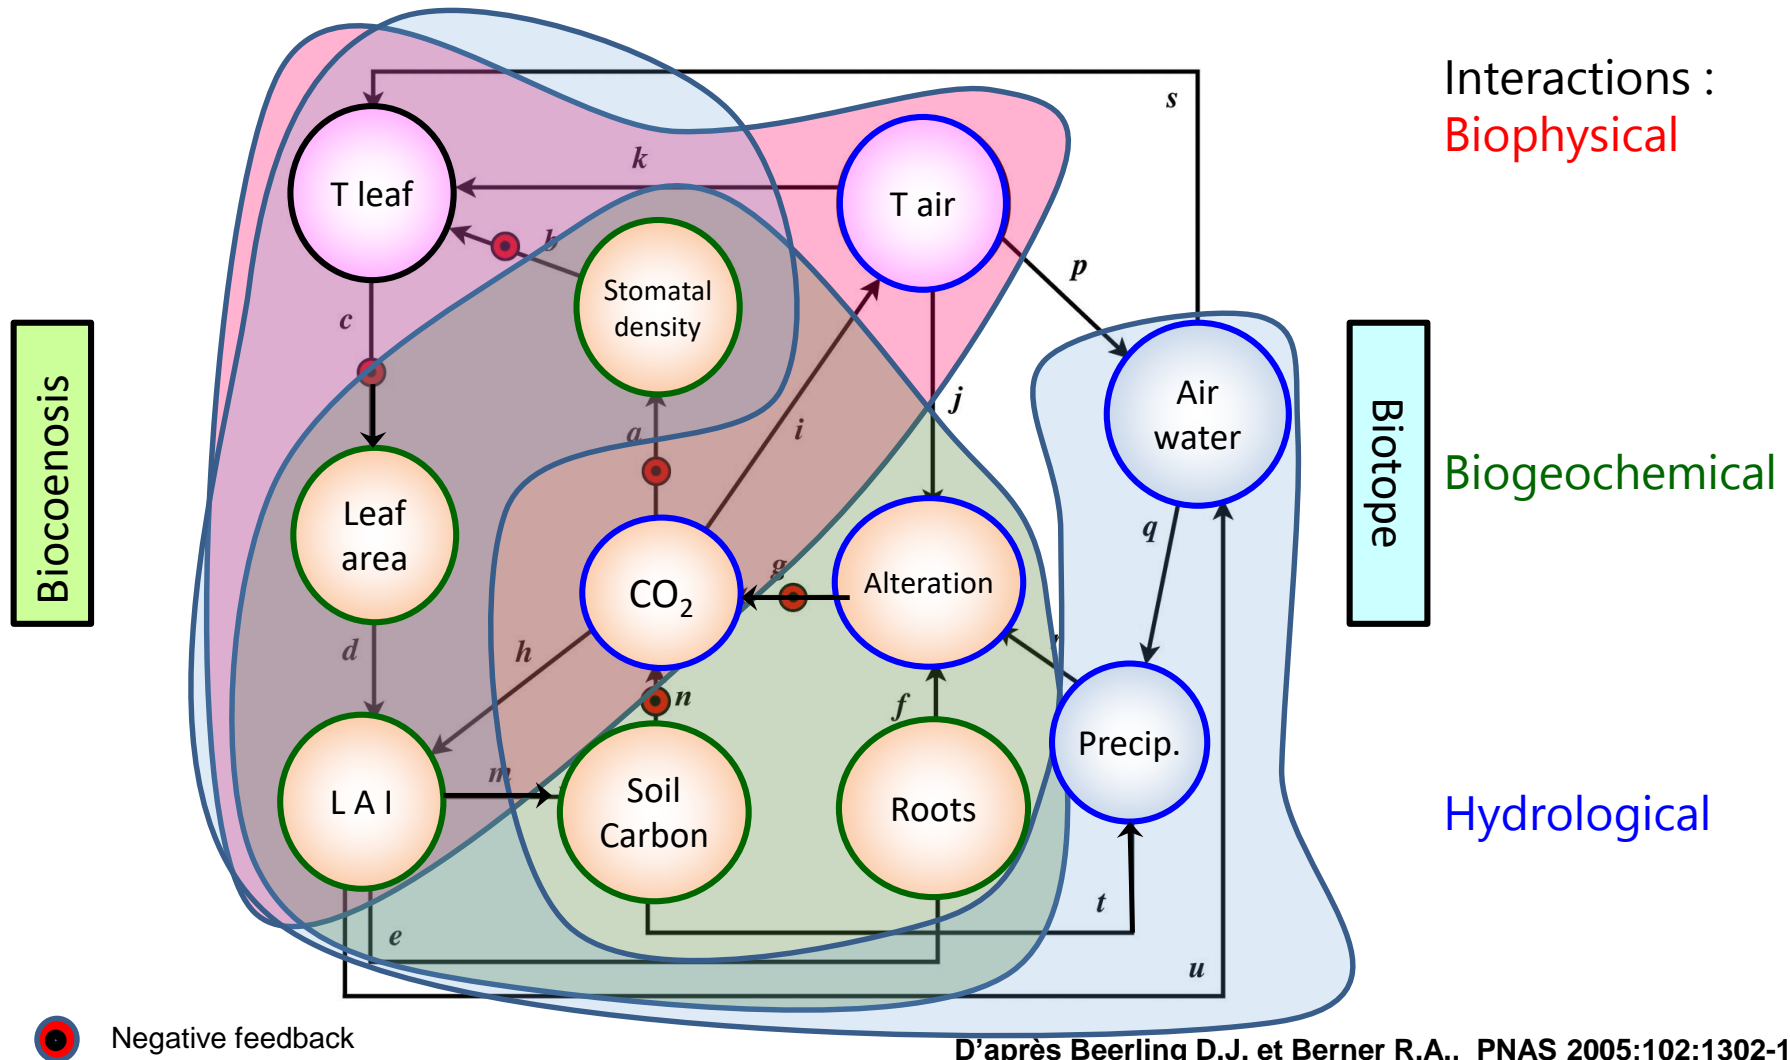 Interactions :
Biophysical
Biogeochemical
Hydrological
Biocoenosis
Biotope
s
k
T leaf
T air
b
Stomatal
density
p
c
Air
water
a
i
j
Leaf
area
q
g
CO₂
Alteration
d
h
n
f
Precip.
m
L A I
Soil
Carbon
Roots
t
e
u
Negative feedback
D'après Beerling D.J. et Berner R.A., PNAS 2005;102:1302-1